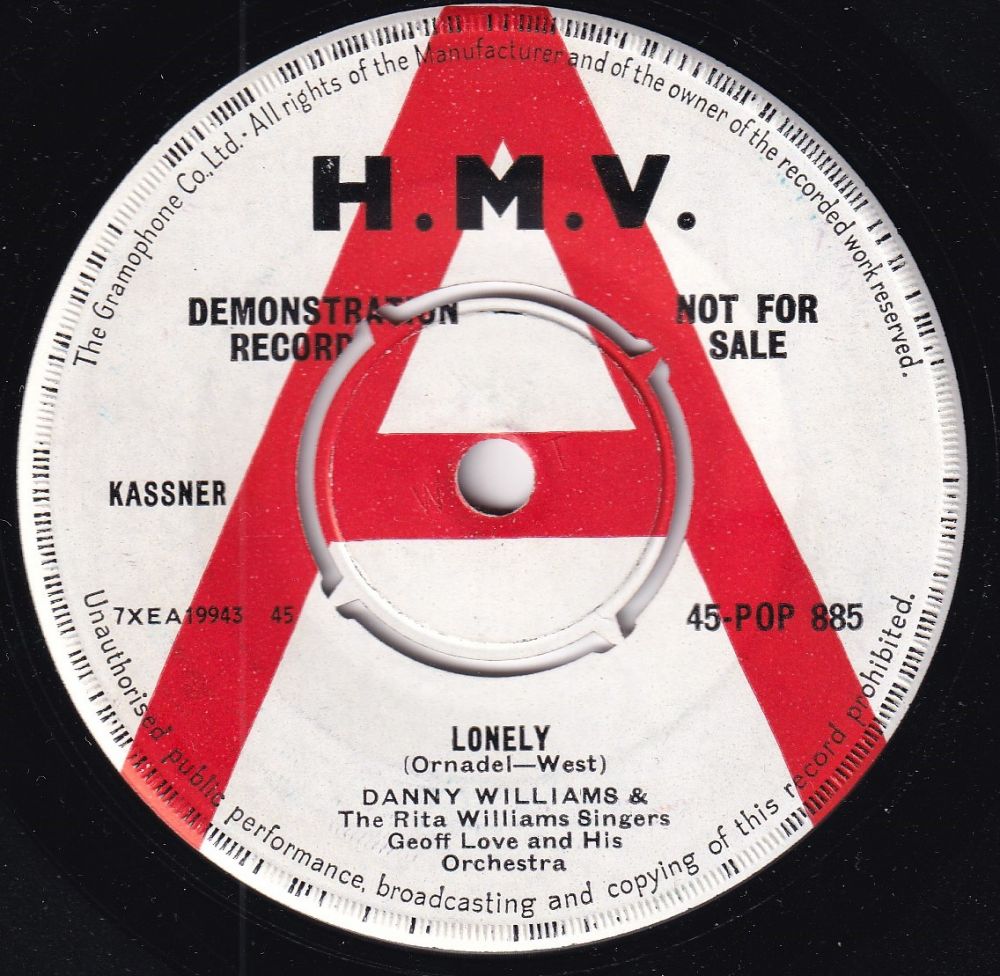 The Gramophone Co., Ltd. · All rights of the Manufacturer and of the owner of the recorded work reserved.
H.M.V.
DEMONSTRATION
RECORD
NOT FOR
SALE
KASSNER
7XEA19943 45
45-POP 885
LONELY
(Ornadel—West)
DANNY WILLIAMS &
The Rita Williams Singers
Geoff Love and His
Orchestra
Unauthorised public performance, broadcasting and copying of this record prohibited.